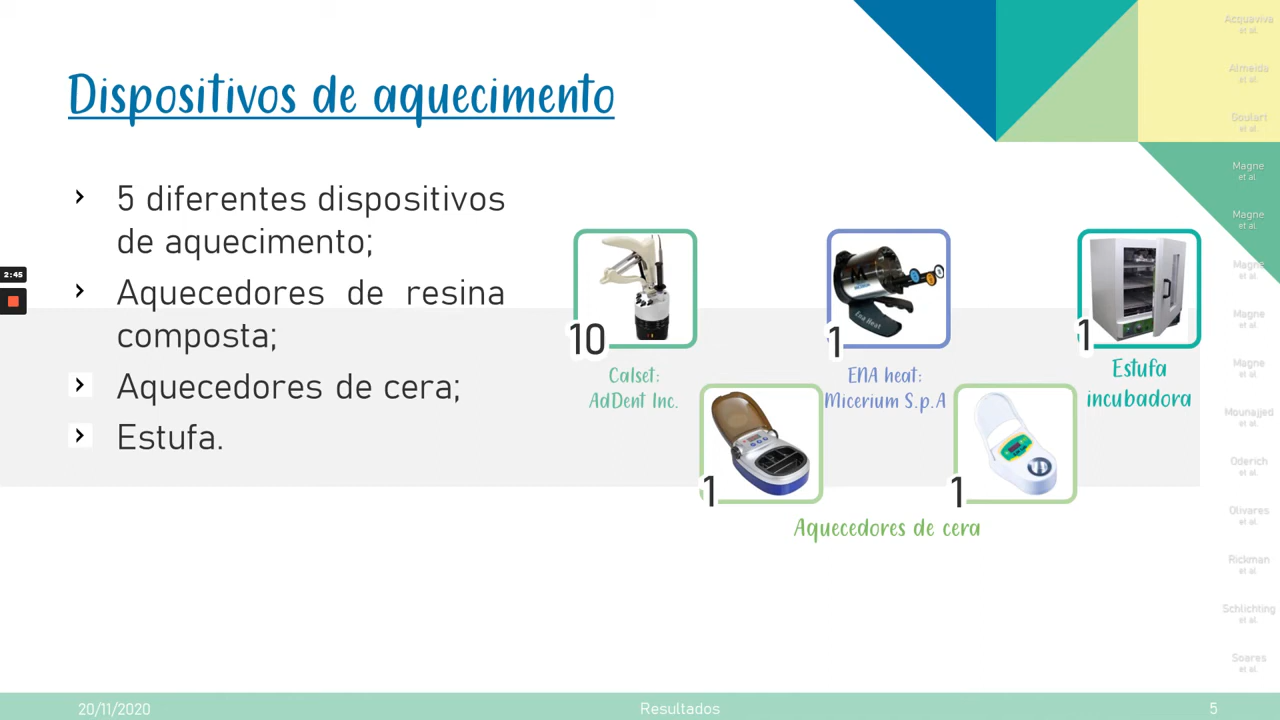 Dispositivos de aquecimento
5 diferentes dispositivos
de aquecimento;
Aquecedores de resina
composta;
Aquecedores de cera;
Estufa.
2:45
10
Calset:
AdDent Inc.
1
Ena Heat
ENA heat:
Micerium S.p.A
1
Estufa
incubadora
1
1
Aquecedores de cera
Acquaviva
et al.
Almeida
et al.
Goulart
et al.
Magne
et al.
Magne
et al.
Magne
et al.
Magne
et al.
Magne
et al.
Mounajjed
et al.
Oderich
et al.
Olivares
et al.
Rickman
et al.
Schlichting
et al.
Soares
et al.
20/11/2020
Resultados
5